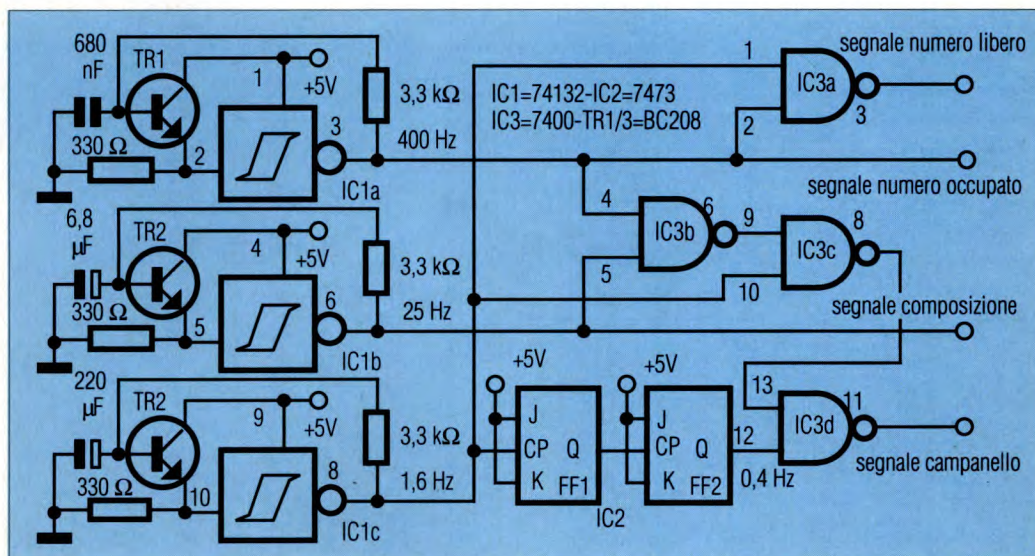 680
nF
TR1
1
+5V
330 Ω
2
3
3,3 kΩ
400 Hz
IC1a
IC1=74132-IC2=7473
IC3=7400-TR1/3=BC208
1
2
IC3a
3
segnale numero libero
segnale numero occupato
6,8
µF
TR2
4
+5V
330 Ω
5
6
3,3 kΩ
25 Hz
IC1b
4
5
IC3b
6
9
10
IC3c
8
segnale composizione
220
µF
TR2
9
+5V
330 Ω
10
8
3,3 kΩ
1,6 Hz
IC1c
+5V
J
CP
Q
K
FF1
+5V
J
CP
Q
K
FF2
IC2
12
0,4 Hz
13
IC3d
11
segnale campanello